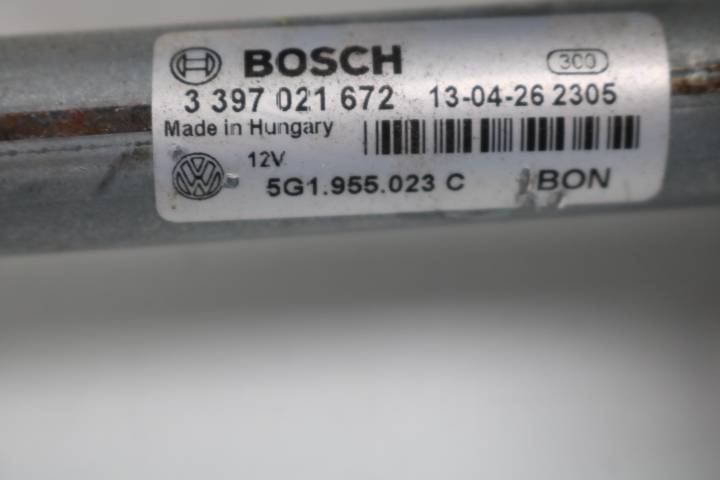 BOSCH 300
3 397 021 672 13-04-26 2305
Made in Hungary
12V
5G1.955.023 C BON